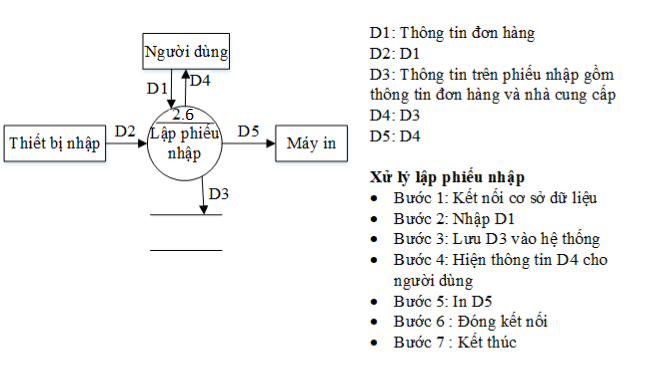 Người dùng
D1
D4
2.6
Lập phiếu
nhập
Thiết bị nhập
D2
D5
Máy in
D3
D1: Thông tin đơn hàng
D2: D1
D3: Thông tin trên phiếu nhập gồm
thông tin đơn hàng và nhà cung cấp
D4: D3
D5: D4
Xử lý lập phiếu nhập
• Bước 1: Kết nối cơ sở dữ liệu
• Bước 2: Nhập D1
• Bước 3: Lưu D3 vào hệ thống
• Bước 4: Hiện thông tin D4 cho
người dùng
• Bước 5: In D5
• Bước 6 : Đóng kết nối
• Bước 7 : Kết thúc